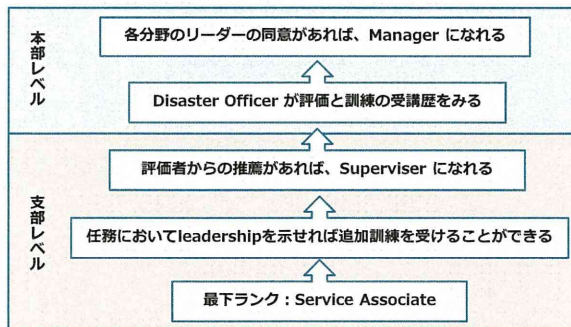 本部レベル
各分野のリーダーの同意があれば、Manager になれる
Disaster Officer が評価と訓練の受講歴をみる
支部レベル
評価者からの推薦があれば、Superviser になれる
任務においてleadershipを示せれば追加訓練を受けることができる
最下ランク：Service Associate